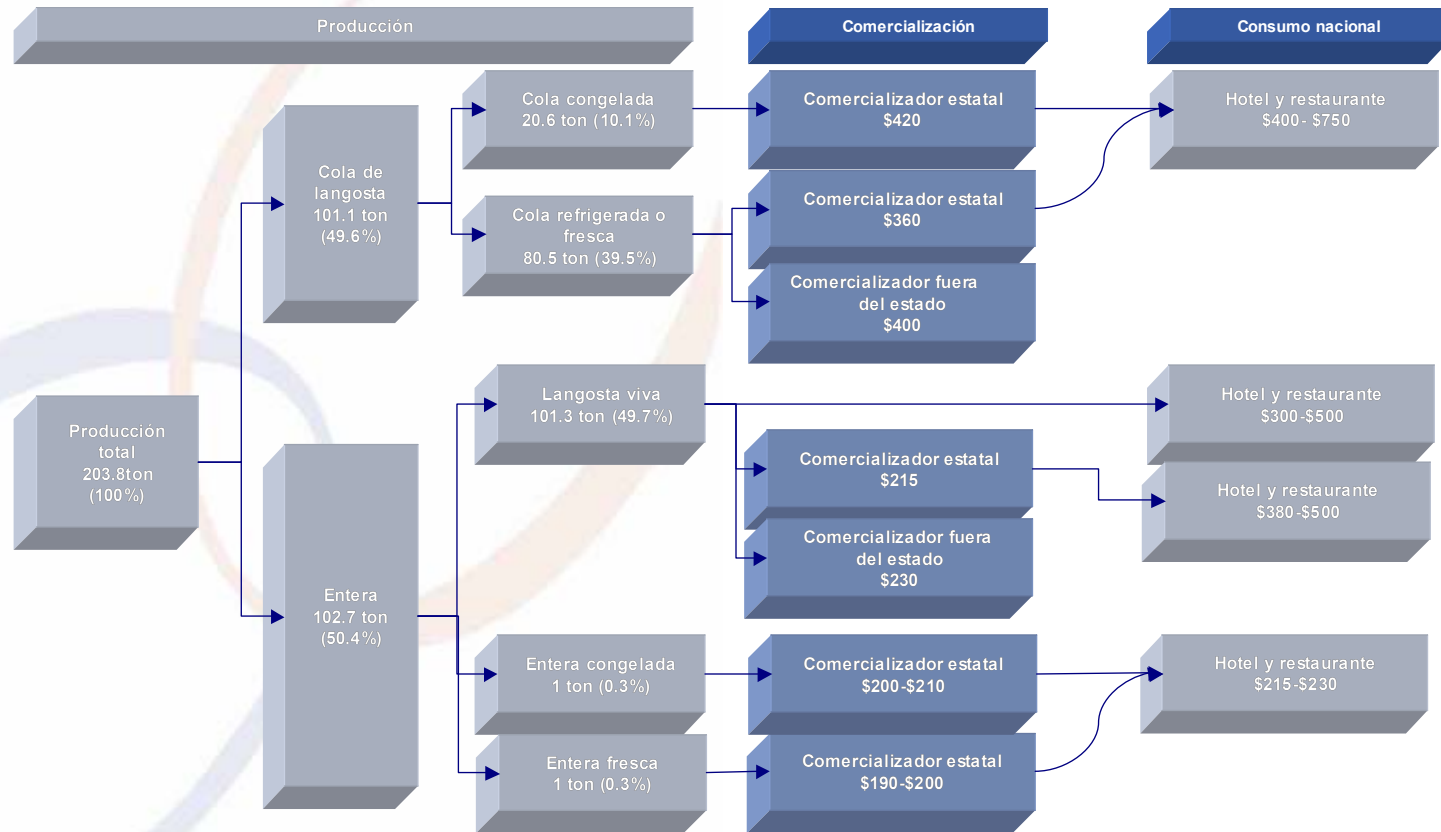 Producción
Comercialización
Consumo nacional
Cola congelada
20.6 ton (10.1%)
Comercializador estatal
$420
Hotel y restaurante
$400- $750
Cola de
langosta
101.1 ton
(49.6%)
Cola refrigerada o
fresca
80.5 ton (39.5%)
Comercializador estatal
$360
Comercializador fuera
del estado
$400
Producción
total
203.8ton
(100%)
Langosta viva
101.3 ton (49.7%)
Hotel y restaurante
$300-$500
Comercializador estatal
$215
Hotel y restaurante
$380-$500
Comercializador fuera
del estado
$230
Entera
102.7 ton
(50.4%)
Entera congelada
1 ton (0.3%)
Comercializador estatal
$200-$210
Hotel y restaurante
$215-$230
Entera fresca
1 ton (0.3%)
Comercializador estatal
$190-$200